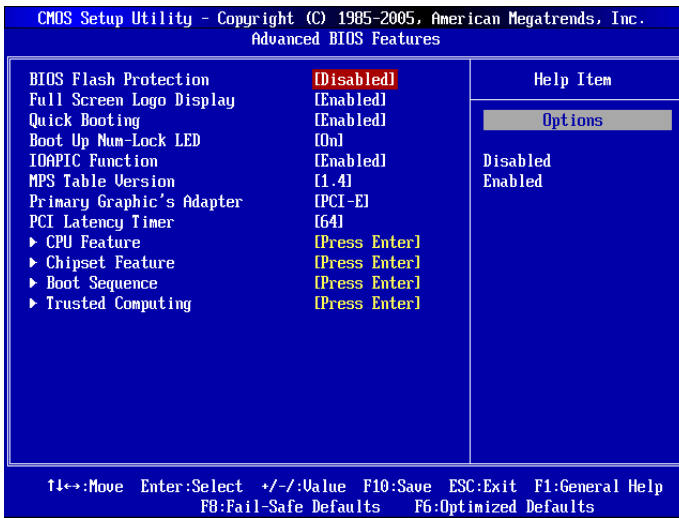 CMOS Setup Utility - Copyright (C) 1985-2005, American Megatrends, Inc.
Advanced BIOS Features
BIOS Flash Protection [Disabled]
Full Screen Logo Display [Enabled]
Quick Booting [Enabled]
Boot Up Num-Lock LED [On]
IOAPIC Function [Enabled]
MPS Table Version [1.4]
Primary Graphic's Adapter [PCI-E]
PCI Latency Timer [64]
► CPU Feature [Press Enter]
► Chipset Feature [Press Enter]
► Boot Sequence [Press Enter]
► Trusted Computing [Press Enter]
Help Item
Options
Disabled
Enabled
↑↓↔:Move Enter:Select +/-/:Value F10:Save ESC:Exit F1:General Help
F8:Fail-Safe Defaults F6:Optimized Defaults